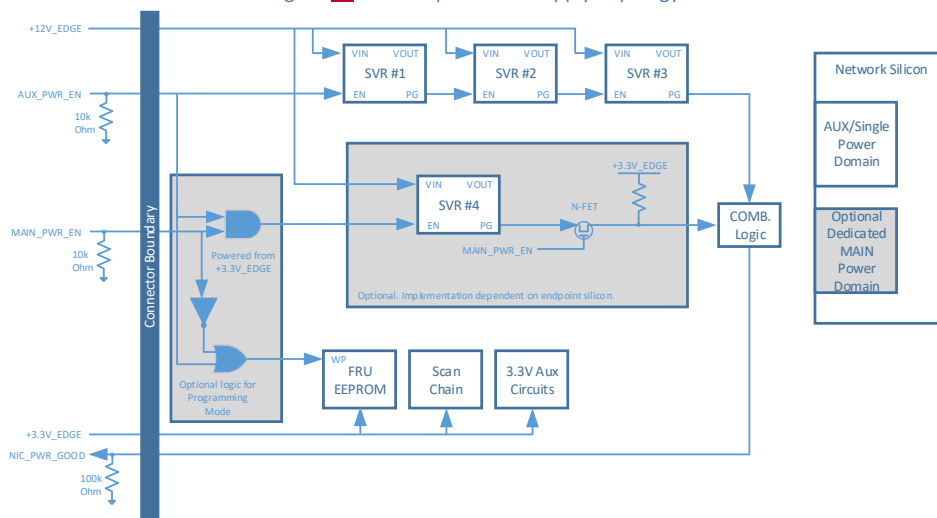 +12V_EDGE
VIN VOUT
SVR #1
EN PG
VIN VOUT
SVR #2
EN PG
VIN VOUT
SVR #3
EN PG
Network Silicon
AUX/Single
Power
Domain
Optional
Dedicated
MAIN
Power
Domain
AUX_PWR_EN
10k
Ohm
+3.3V_EDGE
VIN VOUT
SVR #4
EN PG
N-FET
MAIN_PWR_EN
Optional. Implementation dependent on endpoint silicon.
COMB.
Logic
MAIN_PWR_EN
10k
Ohm
Connector Boundary
Powered from
+3.3V_EDGE
Optional logic for
Programming
Mode
WP
FRU
EEPROM
Scan
Chain
3.3V Aux
Circuits
+3.3V_EDGE
NIC_PWR_GOOD
100k
Ohm